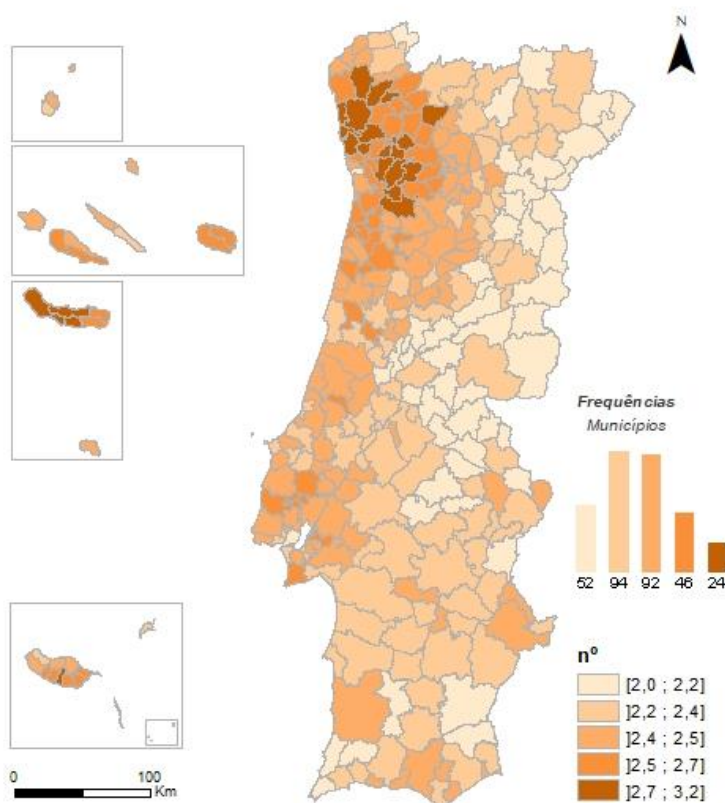 N
Frequências
Municípios
52 94 92 46 24
nº
]2,0 ; 2,2]
]2,2 ; 2,4]
]2,4 ; 2,5]
]2,5 ; 2,7]
]2,7 ; 3,2]
0 100
Km